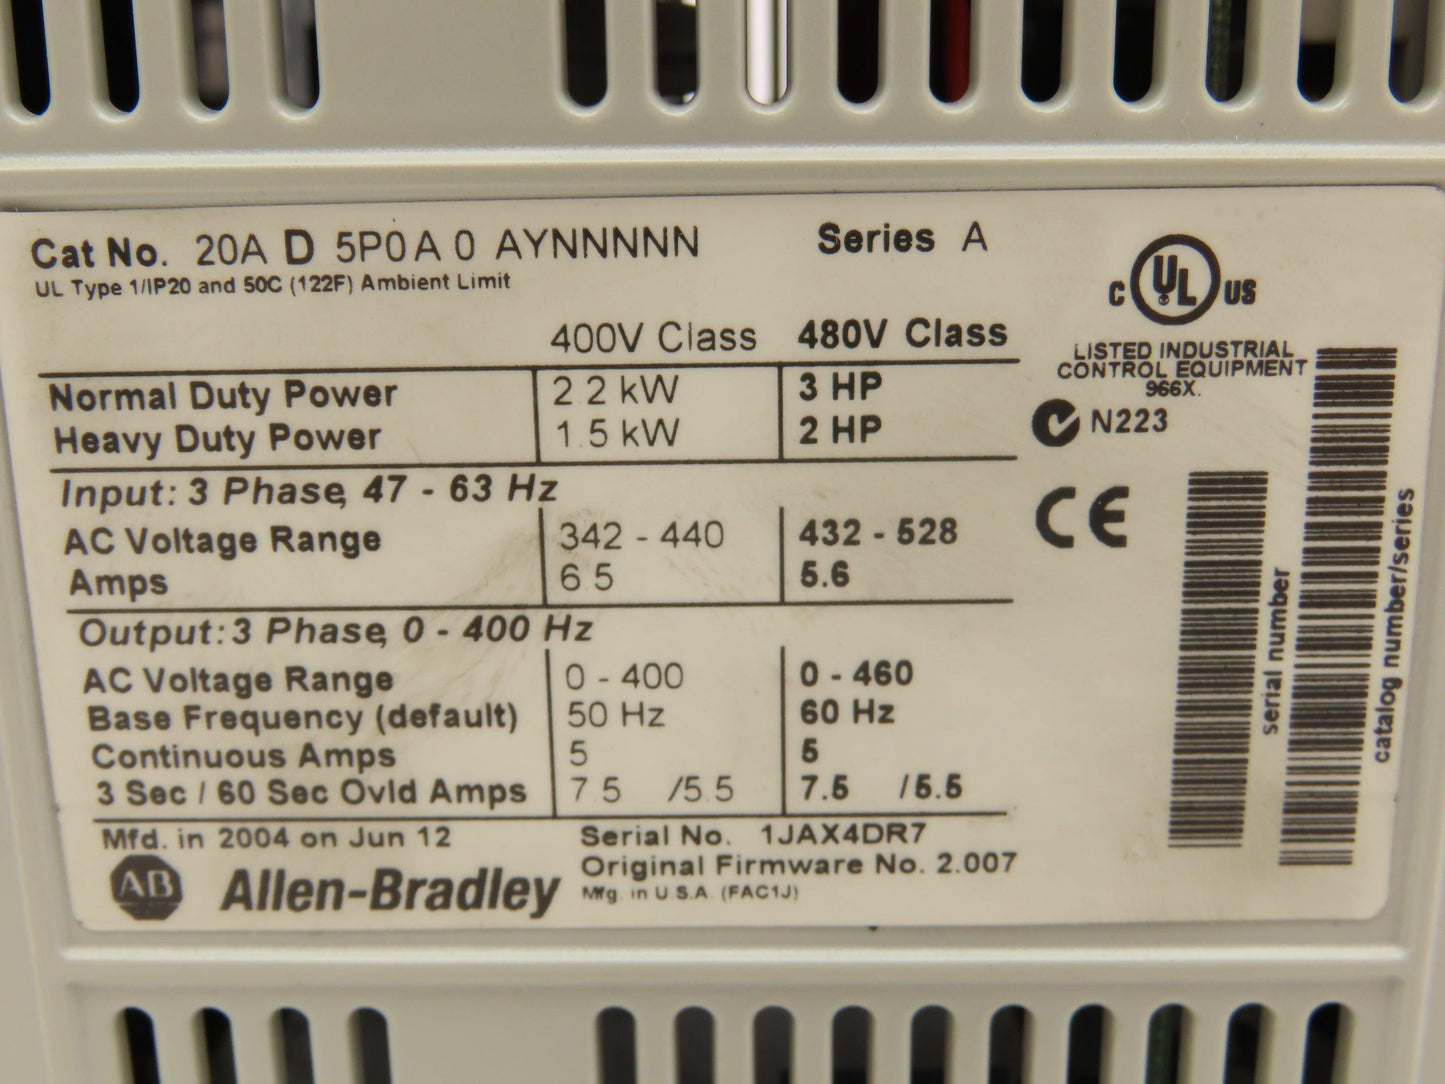 Cat No. 20A D 5P0A 0 AYNNNNN Series A
UL Type 1/IP20 and 50C (122F) Ambient Limit
C UL US
LISTED INDUSTRIAL
CONTROL EQUIPMENT
966X.
N223
CE
400V Class 480V Class
Normal Duty Power 2.2 kW 3 HP
Heavy Duty Power 1.5 kW 2 HP
Input: 3 Phase, 47 - 63 Hz
AC Voltage Range 342 - 440 432 - 528
Amps 6.5 5.6
Output: 3 Phase, 0 - 400 Hz
AC Voltage Range 0 - 400 0 - 460
Base Frequency (default) 50 Hz 60 Hz
Continuous Amps 5 5
3 Sec / 60 Sec Ovld Amps 7.5 /5.5 7.5 /5.5
Mfd. in 2004 on Jun 12 Serial No. 1JAX4DR7
Original Firmware No. 2.007
AB Allen-Bradley Mfg. in U.S.A. (FAC1J)
serial number
catalog number/series